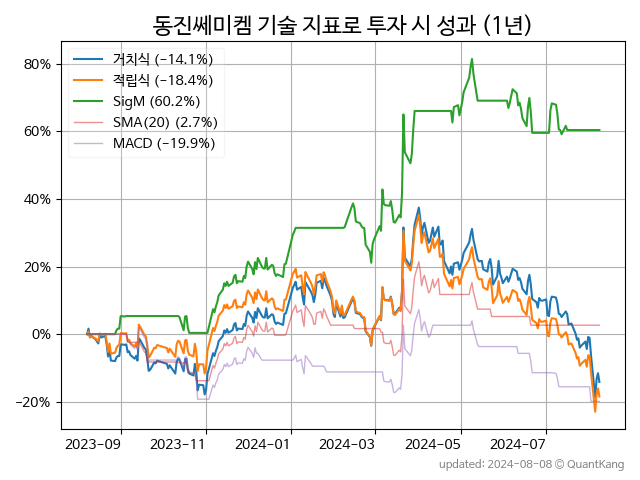 동진쎄미켐 기술 지표로 투자 시 성과 (1년)
거치식 (−14.1%)
적립식 (−18.4%)
SigM (60.2%)
SMA(20) (2.7%)
MACD (−19.9%)
80%
60%
40%
20%
0%
−20%
2023-09
2023-11
2024-01
2024-03
2024-05
2024-07
updated: 2024-08-08 © QuantKang